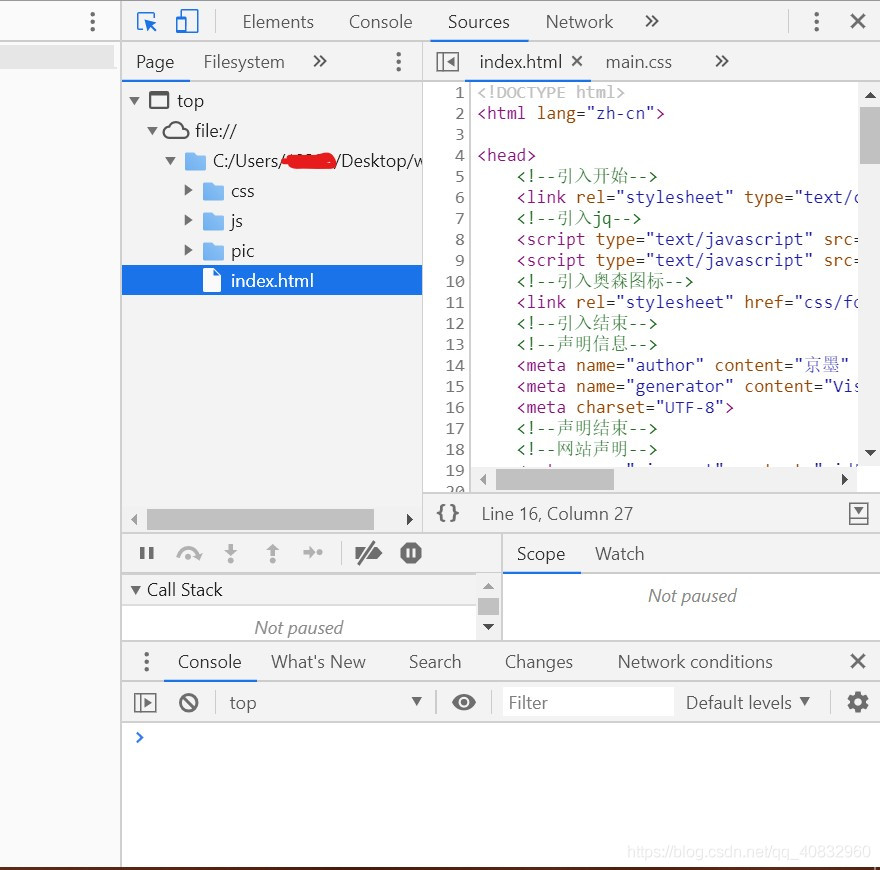 Elements Console Sources Network »
Page Filesystem »
index.html × main.css »
top
file://
C:/Users/ /Desktop/w
css
js
pic
index.html
1 <!DOCTYPE html>
2 <html lang="zh-cn">
3
4 <head>
5 <!--引入开始-->
6 <link rel="stylesheet" type="text/c
7 <!--引入jq-->
8 <script type="text/javascript" src=
9 <script type="text/javascript" src=
10 <!--引入奥森图标-->
11 <link rel="stylesheet" href="css/fo
12 <!--引入结束-->
13 <!--声明信息-->
14 <meta name="author" content="京墨"
15 <meta name="generator" content="Vis
16 <meta charset="UTF-8">
17 <!--声明结束-->
18 <!--网站声明-->
19
20
{} Line 16, Column 27
Scope Watch
Call Stack
Not paused
Not paused
Console What's New Search Changes Network conditions
top Filter Default levels
>
https://blog.csdn.net/qq_40832960